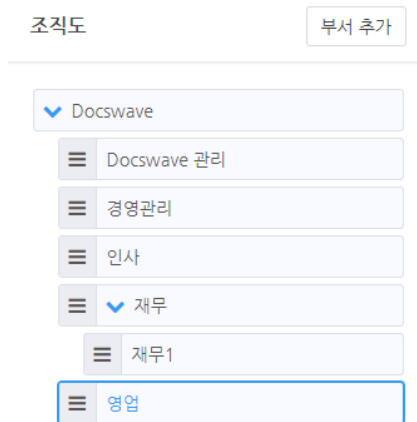 조직도 부서 추가
Docswave
Docswave 관리
경영관리
인사
재무
재무1
영업